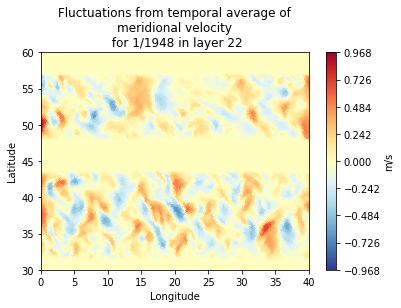 Fluctuations from temporal average of
meridional velocity
for 1/1948 in layer 22
60
55
50
45
40
35
30
Latitude
0 5 10 15 20 25 30 35 40
Longitude
0.968
0.726
0.484
0.242
0.000
−0.242
−0.484
−0.726
−0.968
m/s